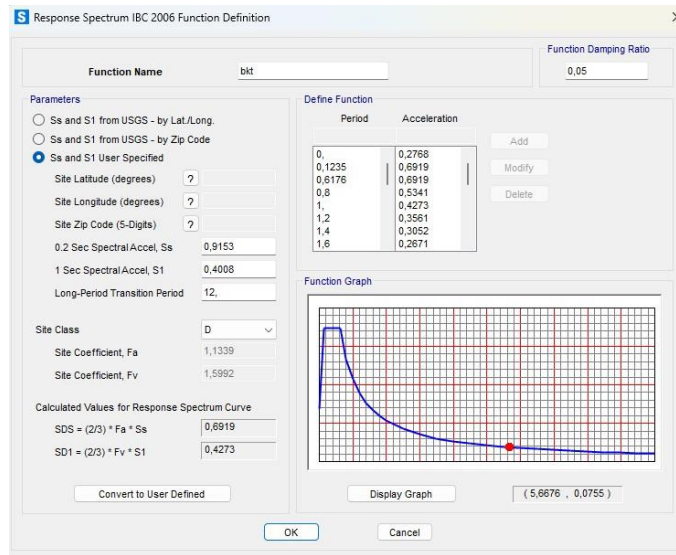 S Response Spectrum IBC 2006 Function Definition
Function Damping Ratio
Function Name bkt 0,05
Parameters
Ss and S1 from USGS - by Lat./Long.
Ss and S1 from USGS - by Zip Code
Ss and S1 User Specified
Site Latitude (degrees) ?
Site Longitude (degrees) ?
Site Zip Code (5-Digits) ?
0.2 Sec Spectral Accel, Ss 0,9153
1 Sec Spectral Accel, S1 0,4008
Long-Period Transition Period 12,
Site Class D
Site Coefficient, Fa 1,1339
Site Coefficient, Fv 1,5992
Calculated Values for Response Spectrum Curve
SDS = (2/3) * Fa * Ss 0,6919
SD1 = (2/3) * Fv * S1 0,4273
Convert to User Defined
Define Function
Period Acceleration
0, 0,2768
0,1235 0,6919
0,6176 0,6919
0,8 0,5341
1, 0,4273
1,2 0,3561
1,4 0,3052
1,6 0,2671
Add
Modify
Delete
Function Graph
Display Graph (5,6676 , 0,0755 )
OK Cancel